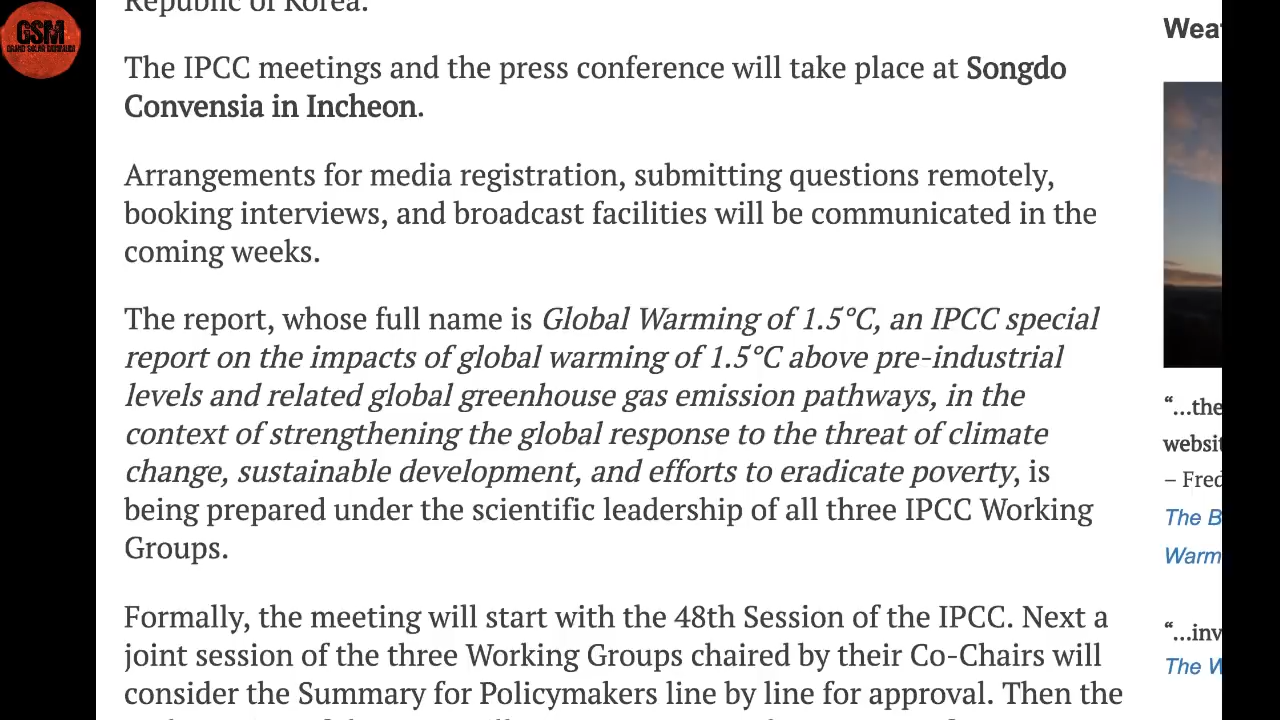 GSM
GRAND SOLAR MINIMUM
Republic of Korea.
The IPCC meetings and the press conference will take place at Songdo
Convensia in Incheon.
Arrangements for media registration, submitting questions remotely,
booking interviews, and broadcast facilities will be communicated in the
coming weeks.
The report, whose full name is Global Warming of 1.5°C, an IPCC special
report on the impacts of global warming of 1.5°C above pre-industrial
levels and related global greenhouse gas emission pathways, in the
context of strengthening the global response to the threat of climate
change, sustainable development, and efforts to eradicate poverty, is
being prepared under the scientific leadership of all three IPCC Working
Groups.
Formally, the meeting will start with the 48th Session of the IPCC. Next a
joint session of the three Working Groups chaired by their Co-Chairs will
consider the Summary for Policymakers line by line for approval. Then the
Wea
“...the
websit
– Fred
The B
Warm
“...inv
The W